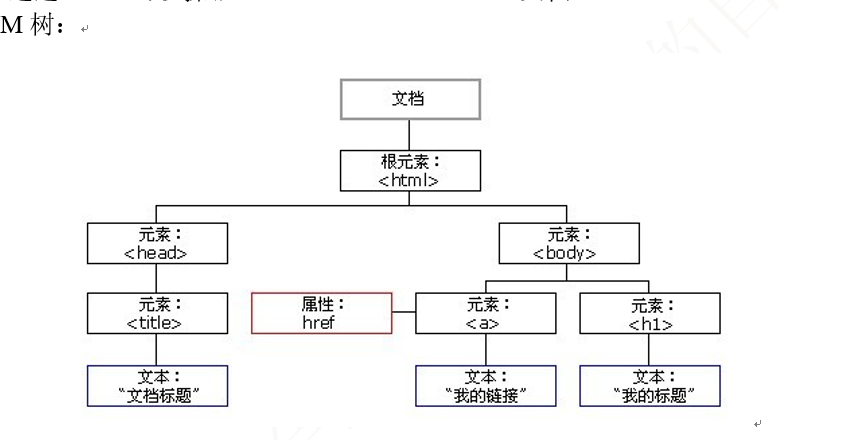 M 树：
文档
根元素：
<html>
元素：
<head>
元素：
<body>
元素：
<title>
属性：
href
元素：
<a>
元素：
<h1>
文本：
"文档标题"
文本：
"我的链接"
文本：
"我的标题"